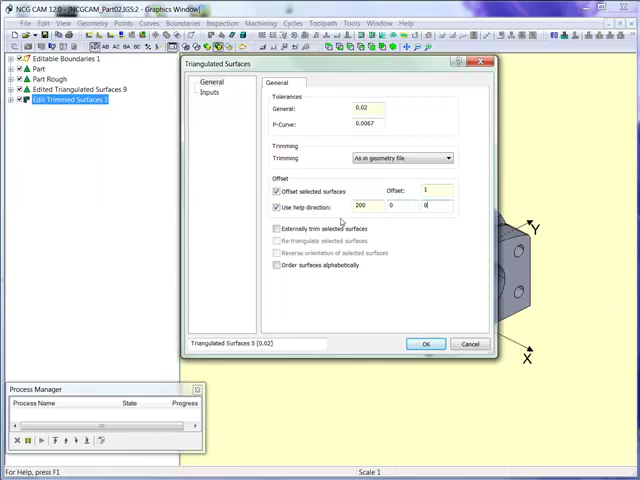 NCG CAM 12.0 - NCGCAM_Part02.IGS:2 - Graphics Window
File Edit View Create Utilities Points Curves Boundaries Inspection Machining Cycles Toolpath Tools Window Help
Editable Boundaries 1
Part
Part Rough
Edited Triangulated Surfaces 9
Edit Trimmed Surfaces 3
Triangulated Surfaces
General
Inputs
General
Tolerances
General: 0.02
P-Curve: 0.0067
Trimming
Trimming As in geometry file
Offset
Offset selected surfaces Offset: 1
Use help direction: 200 0 0
Externally trim selected surfaces
Re-triangulate selected surfaces
Reverse orientation of selected surfaces
Order surfaces alphabetically
Triangulated Surfaces 5 [0.02] OK Cancel
Y
X
Process Manager
Process Name State Progress
For Help, press F1 Scale 1